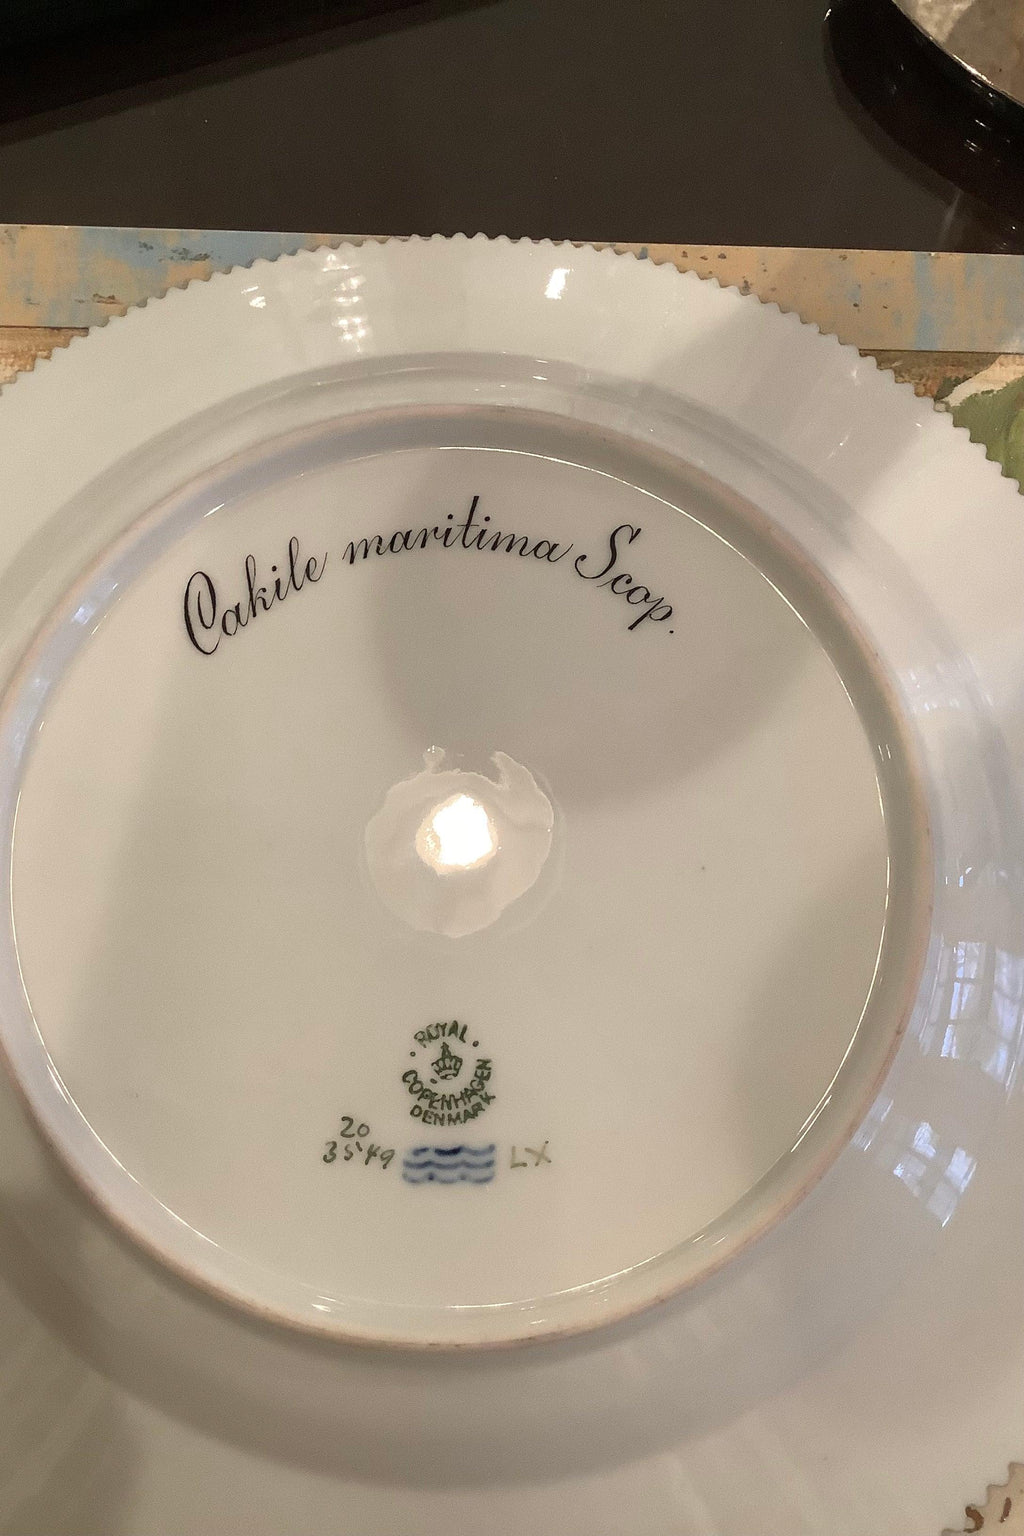 Cakile maritima Scop.
ROYAL
COPENHAGEN
DENMARK
20
3549
LX